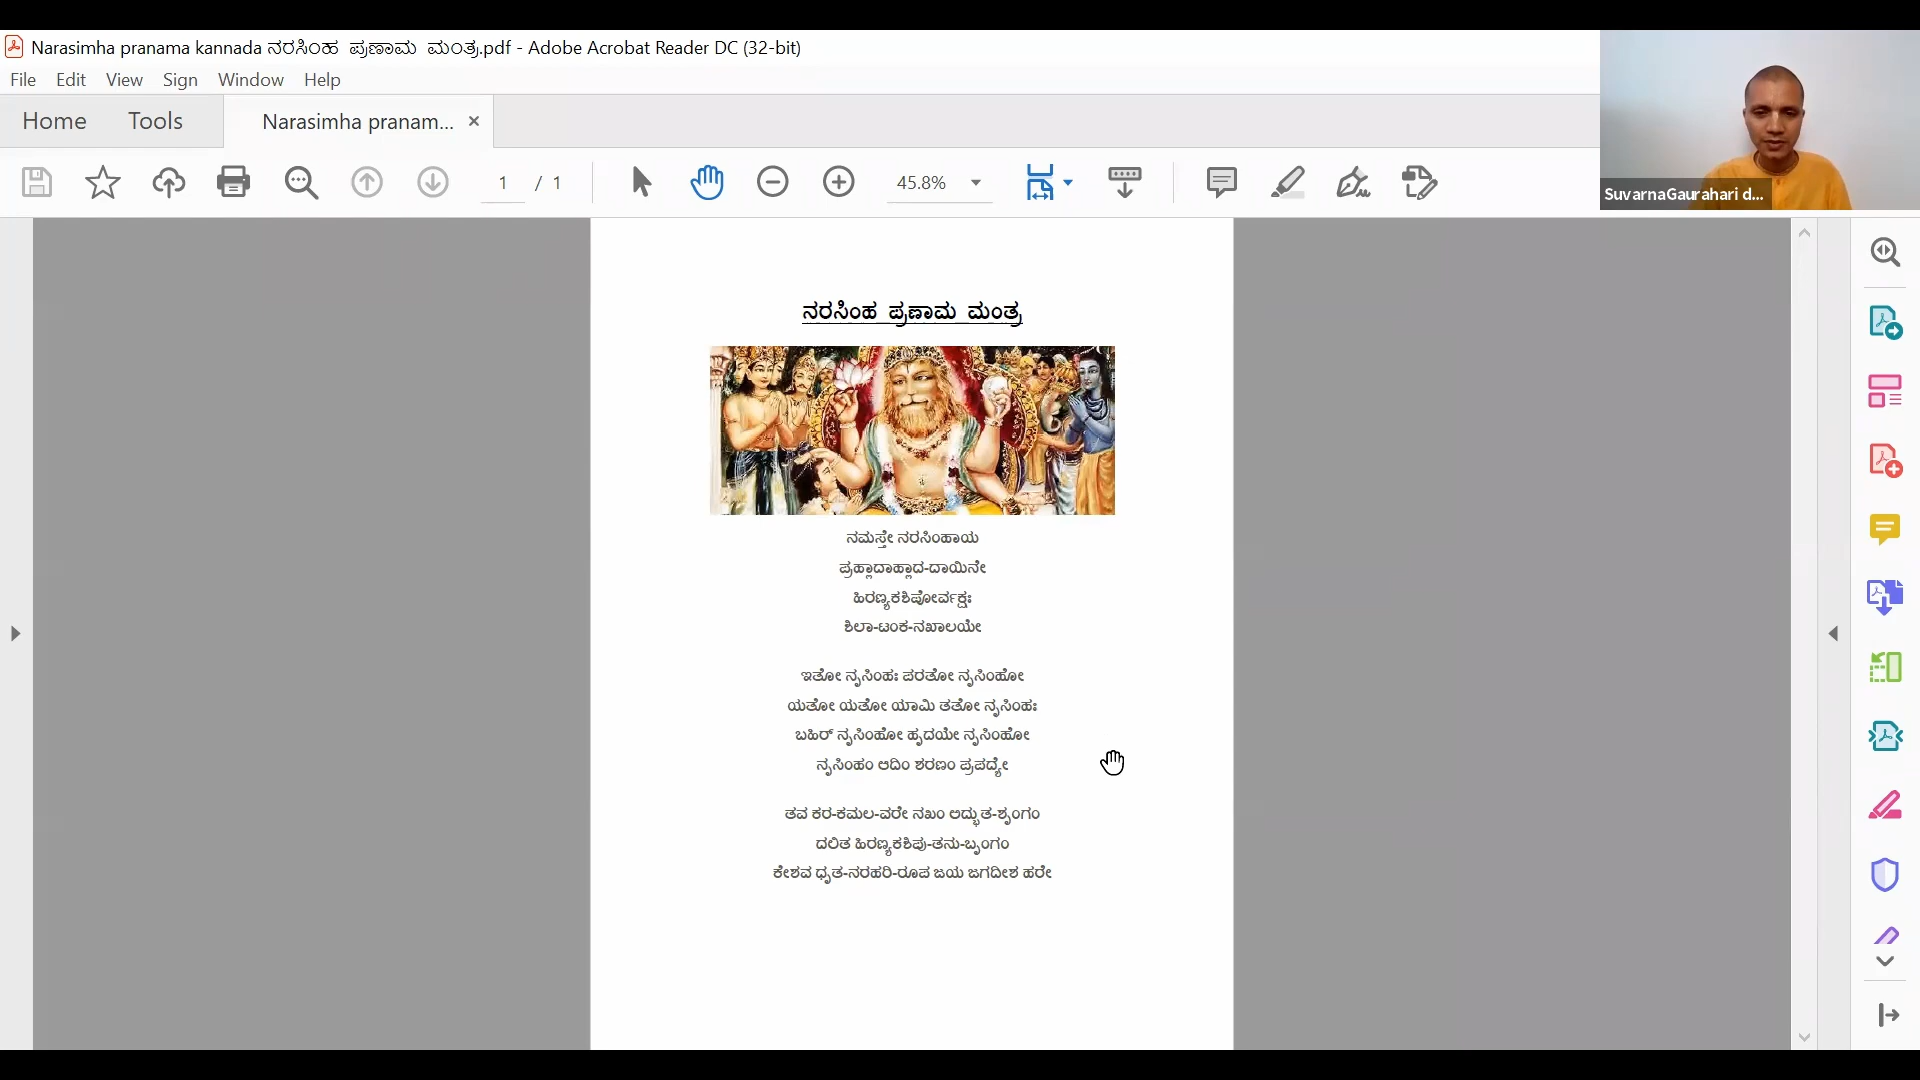 Narasimha pranama kannada ನರಸಿಂಹ ಪ್ರಣಾಮ ಮಂತ್ರ.pdf - Adobe Acrobat Reader DC (32-bit)
File Edit View Sign Window Help
Home Tools Narasimha pranam... ×
1 / 1 45.8%
SuvarnaGaurahari d...
ನರಸಿಂಹ ಪ್ರಣಾಮ ಮಂತ್ರ
ನಮಸ್ತೇ ನರಸಿಂಹಾಯ
ಪ್ರಹ್ಲಾದಾಹ್ಲಾದ-ದಾಯಿನೇ
ಹಿರಣ್ಯಕಶಿಪೋರ್ವಕ್ಷಃ
ಶಿಲಾ-ಟಂಕ-ನಖಾಲಯೇ
ಇತೋ ನೃಸಿಂಹಃ ಪರತೋ ನೃಸಿಂಹೋ
ಯತೋ ಯತೋ ಯಾಮಿ ತತೋ ನೃಸಿಂಹಃ
ಬಹಿರ್ ನೃಸಿಂಹೋ ಹೃದಯೇ ನೃಸಿಂಹೋ
ನೃಸಿಂಹಂ ಆದಿಂ ಶರಣಂ ಪ್ರಪದ್ಯೇ
ತವ ಕರ-ಕಮಲ-ವರೇ ನಖಂ ಅದ್ಭುತ-ಶೃಂಗಂ
ದಲಿತ ಹಿರಣ್ಯಕಶಿಪು-ತನು-ಬೃಂಗಂ
ಕೇಶವ ಧೃತ-ನರಹರಿ-ರೂಪ ಜಯ ಜಗದೀಶ ಹರೇ